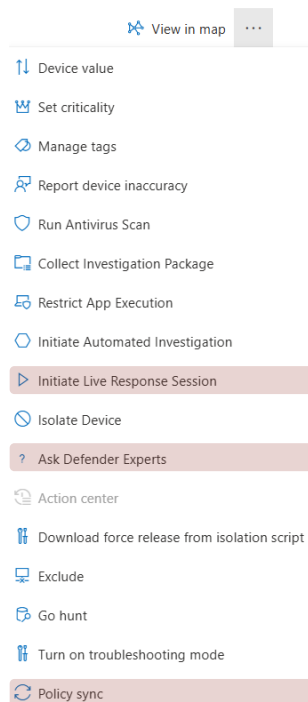 View in map ...
Device value
Set criticality
Manage tags
Report device inaccuracy
Run Antivirus Scan
Collect Investigation Package
Restrict App Execution
Initiate Automated Investigation
Initiate Live Response Session
Isolate Device
? Ask Defender Experts
Action center
Download force release from isolation script
Exclude
Go hunt
Turn on troubleshooting mode
Policy sync